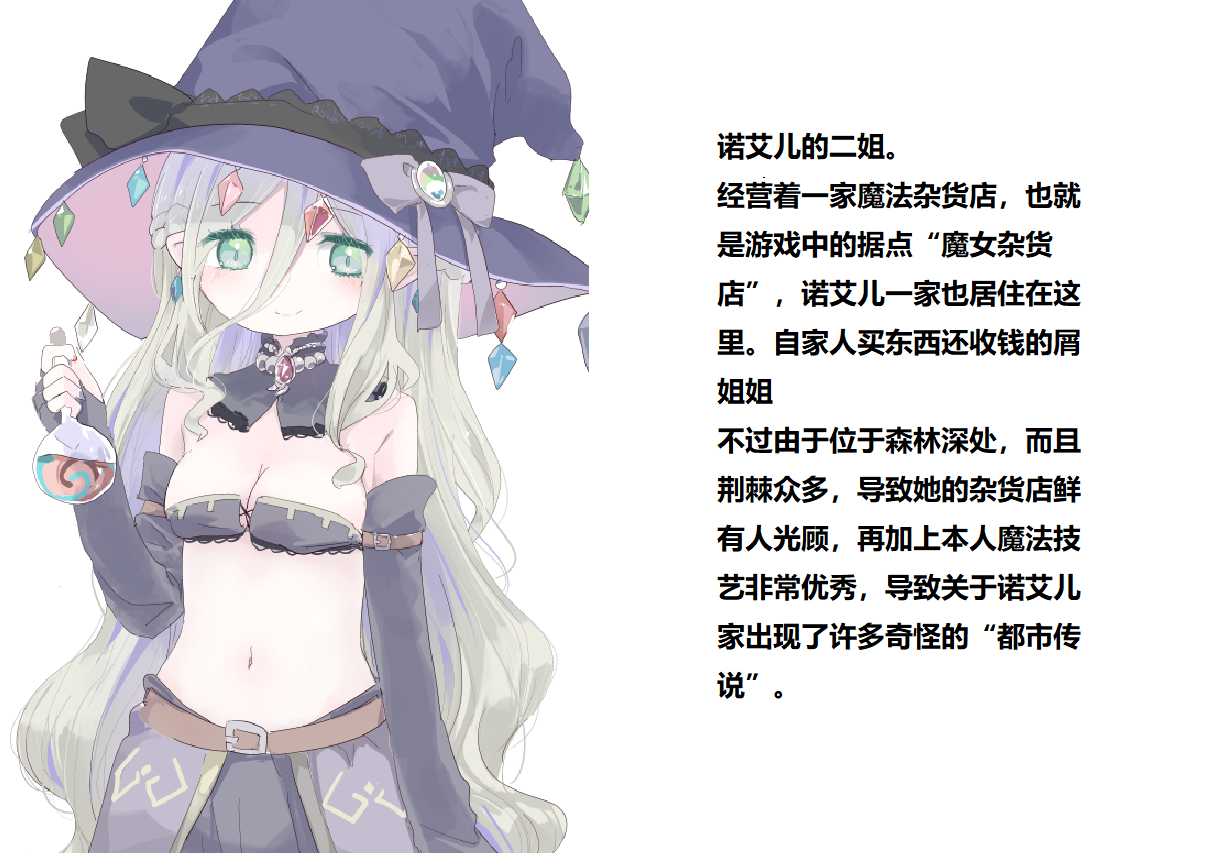 诺艾儿的二姐。
经营着一家魔法杂货店，也就
是游戏中的据点“魔女杂货
店”，诺艾儿一家也居住在这
里。自家人买东西还收钱的屑
姐姐
不过由于位于森林深处，而且
荆棘众多，导致她的杂货店鲜
有人光顾，再加上本人魔法技
艺非常优秀，导致关于诺艾儿
家出现了许多奇怪的“都市传
说”。